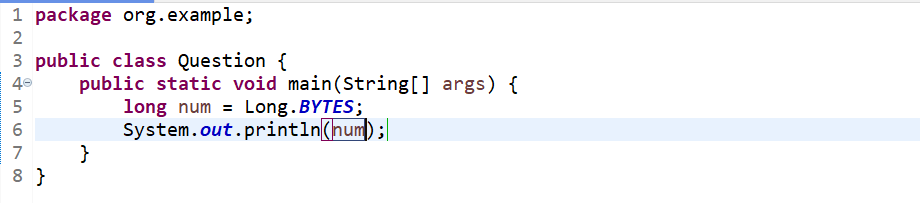 1 package org.example;
2
3 public class Question {
4 public static void main(String[] args) {
5 long num = Long.BYTES;
6 System.out.println(num);
7 }
8 }